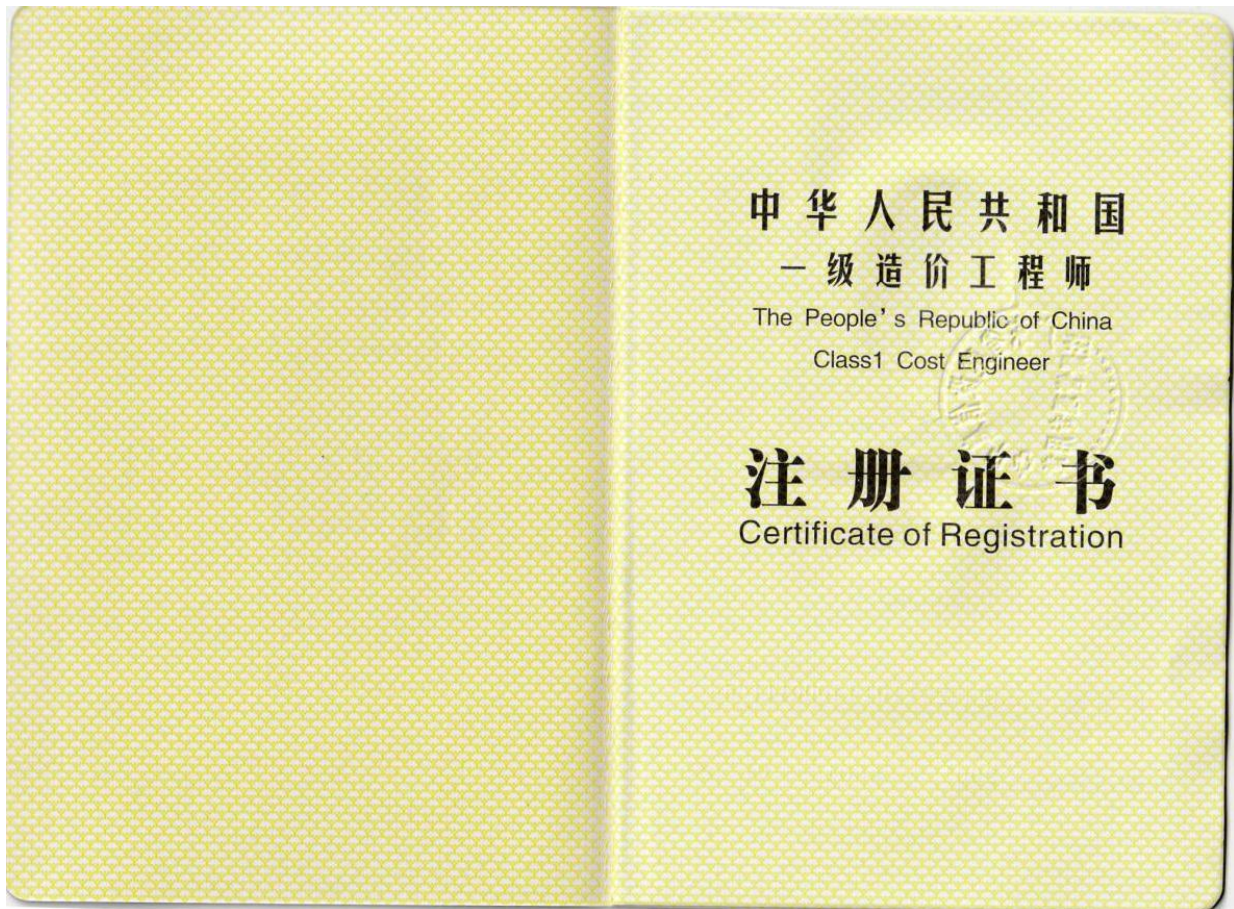 中华人民共和国
一级造价工程师
The People's Republic of China
Class1 Cost Engineer
注册证书
Certificate of Registration